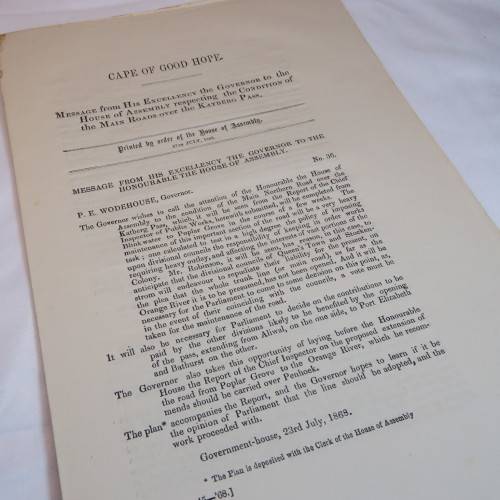 CAPE OF GOOD HOPE.
MESSAGE from HIS EXCELLENCY the GOVERNOR to the
HOUSE of ASSEMBLY respecting the CONDITION of
the MAIN ROADS over the KATBERG PASS.
Printed by order of the House of Assembly.
JULY, 1868.
MESSAGE FROM HIS EXCELLENCY THE GOVERNOR TO THE
HONOURABLE THE HOUSE OF ASSEMBLY.
No. 36.
P. E. WODEHOUSE, Governor.
The Governor wishes to call the attention of the Honourable the House of
Assembly to the condition of the Main Northern Road over the
Katberg Pass, which, it will be seen from the Report of the Chief
Inspector of Public Works, herewith submitted, will be completed from
Blinkwater to Poplar Grove in the course of a few weeks. The
maintenance of this great length of road will be a very heavy
task; one calculated to test in a high degree the policy of imposing
upon divisional councils the responsibility of keeping in order works
requiring heavy outlay, and affecting the interests of vast portions of the
Colony. Mr. Robinson, it will be seen, has reasons, in this case, to
anticipate that the divisional councils of Queen's Town and Stocken-
strom will endeavour to repudiate their liability for the present, on
the plea that the whole trunk line (or main road), as far as the
Orange River it is to be presumed, has not been opened. And it will be
necessary for the Parliament to come to some decision on this point, as,
in the event of their concurring with the councils, a vote must be
taken for the maintenance of the road.
It will also be necessary for Parliament to decide on the contributions to be
paid by the other divisions likely to be benefited by the opening
of the pass, extending from Aliwal, on the one side, to Port Elizabeth
and Bathurst on the other.
The Governor also takes this opportunity of laying before the Honourable
House the Report of the Chief Inspector on the proposed extension of
the road from Poplar Grove to the Orange River, which he recom-
mends should be carried over Penhoek.
The plan* accompanies the Report, and the Governor hopes to learn if it be
the opinion of Parliament that the line should be adopted, and the
work proceeded with.
Government-house, 23rd July, 1868.
* The Plan is deposited with the Clerk of the House of Assembly
—'68.]